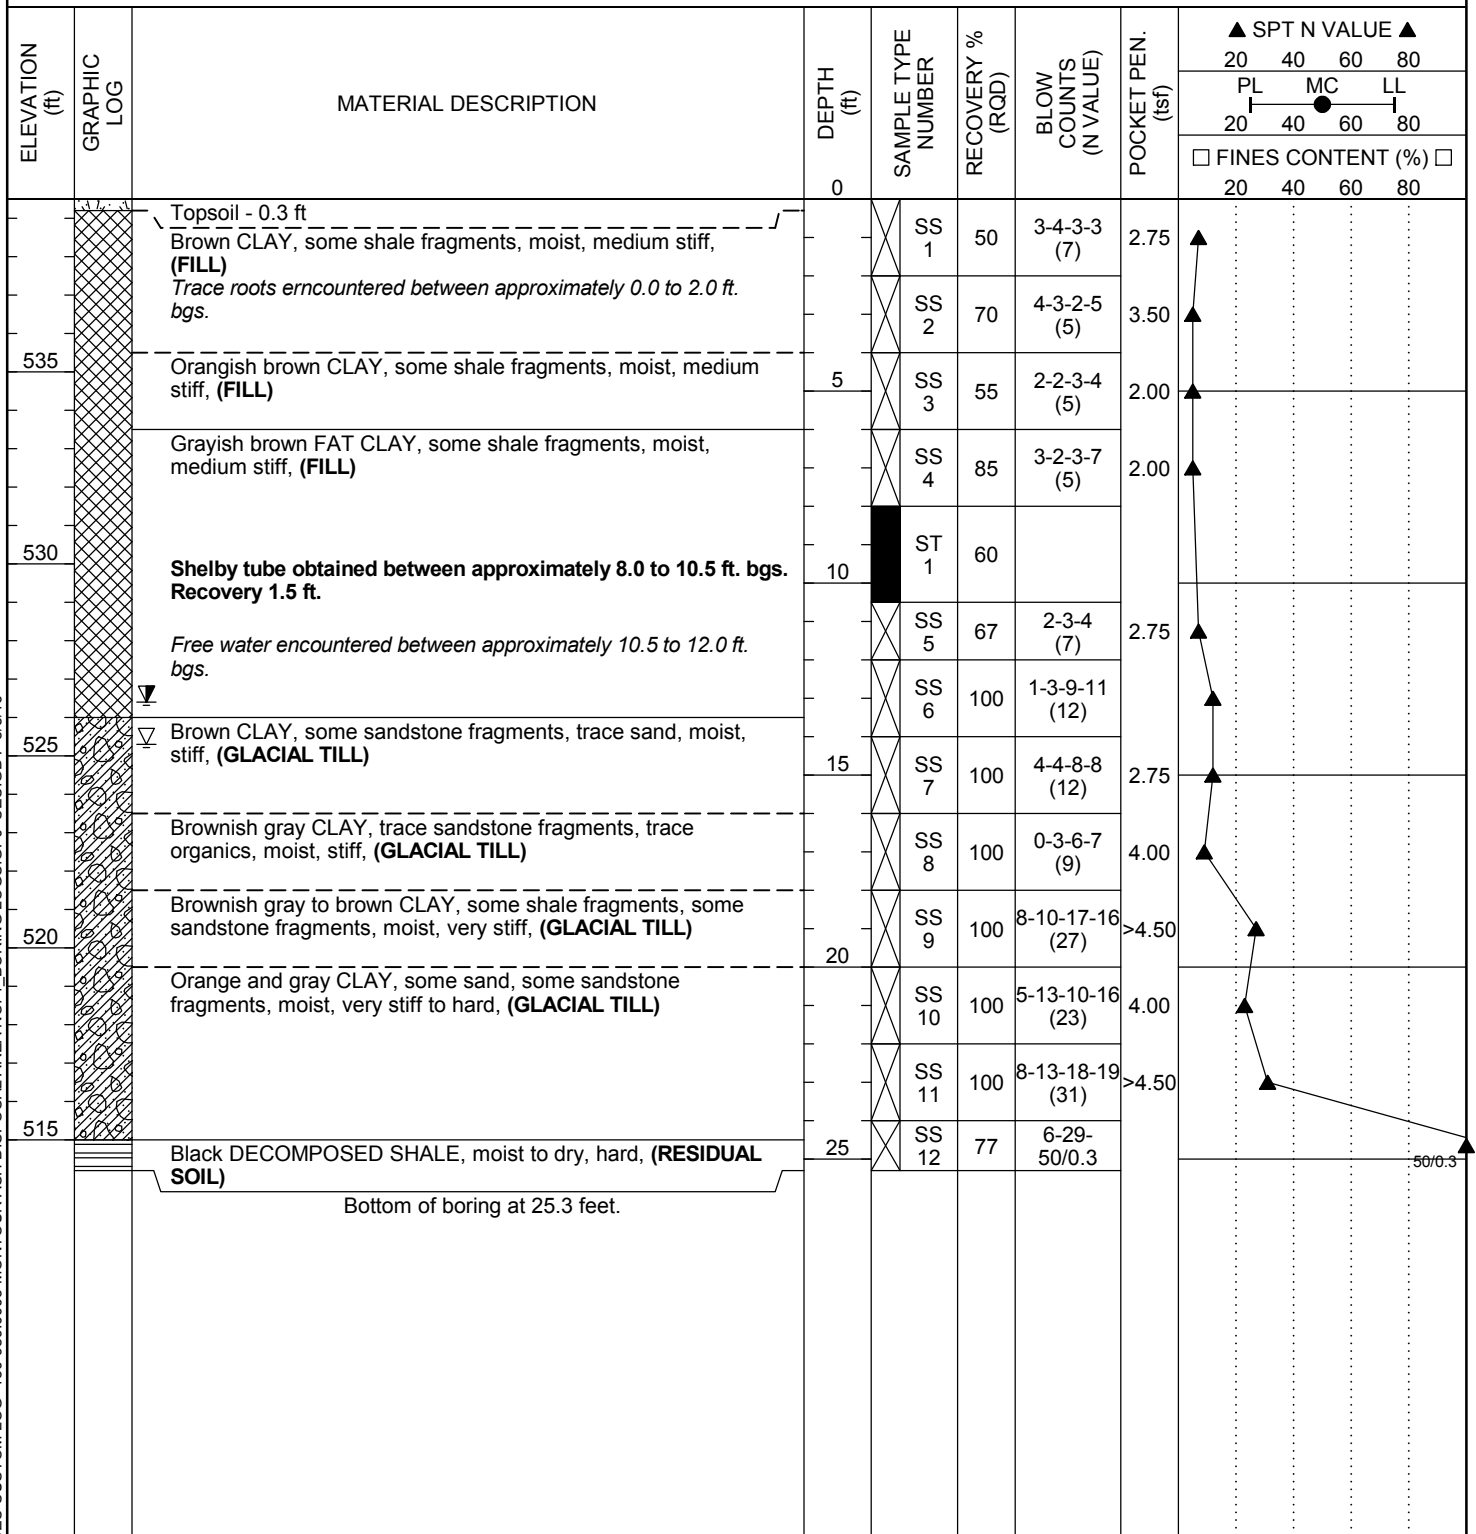 ELEVATION (ft)
GRAPHIC LOG
MATERIAL DESCRIPTION
DEPTH (ft)
SAMPLE TYPE NUMBER
RECOVERY % (RQD)
BLOW COUNTS (N VALUE)
POCKET PEN. (tsf)
▲ SPT N VALUE ▲
20 40 60 80
PL MC LL
20 40 60 80
□ FINES CONTENT (%) □
20 40 60 80
0
Topsoil - 0.3 ft
Brown CLAY, some shale fragments, moist, medium stiff,
(FILL)
Trace roots erncountered between approximately 0.0 to 2.0 ft.
bgs.
SS 1 50 3-4-3-3 (7) 2.75
SS 2 70 4-3-2-5 (5) 3.50
535
Orangish brown CLAY, some shale fragments, moist, medium
stiff, (FILL)
5
SS 3 55 2-2-3-4 (5) 2.00
Grayish brown FAT CLAY, some shale fragments, moist,
medium stiff, (FILL)
SS 4 85 3-2-3-7 (5) 2.00
530
Shelby tube obtained between approximately 8.0 to 10.5 ft. bgs.
Recovery 1.5 ft.
10
ST 1 60
Free water encountered between approximately 10.5 to 12.0 ft.
bgs.
SS 5 67 2-3-4 (7) 2.75
SS 6 100 1-3-9-11 (12)
525
Brown CLAY, some sandstone fragments, trace sand, moist,
stiff, (GLACIAL TILL)
15
SS 7 100 4-4-8-8 (12) 2.75
Brownish gray CLAY, trace sandstone fragments, trace
organics, moist, stiff, (GLACIAL TILL)
SS 8 100 0-3-6-7 (9) 4.00
Brownish gray to brown CLAY, some shale fragments, some
sandstone fragments, moist, very stiff, (GLACIAL TILL)
SS 9 100 8-10-17-16 (27) >4.50
520
20
Orange and gray CLAY, some sand, some sandstone
fragments, moist, very stiff to hard, (GLACIAL TILL)
SS 10 100 5-13-10-16 (23) 4.00
SS 11 100 8-13-18-19 (31) >4.50
515
Black DECOMPOSED SHALE, moist to dry, hard, (RESIDUAL
SOIL)
25
SS 12 77 6-29-50/0.3
50/0.3
Bottom of boring at 25.3 feet.